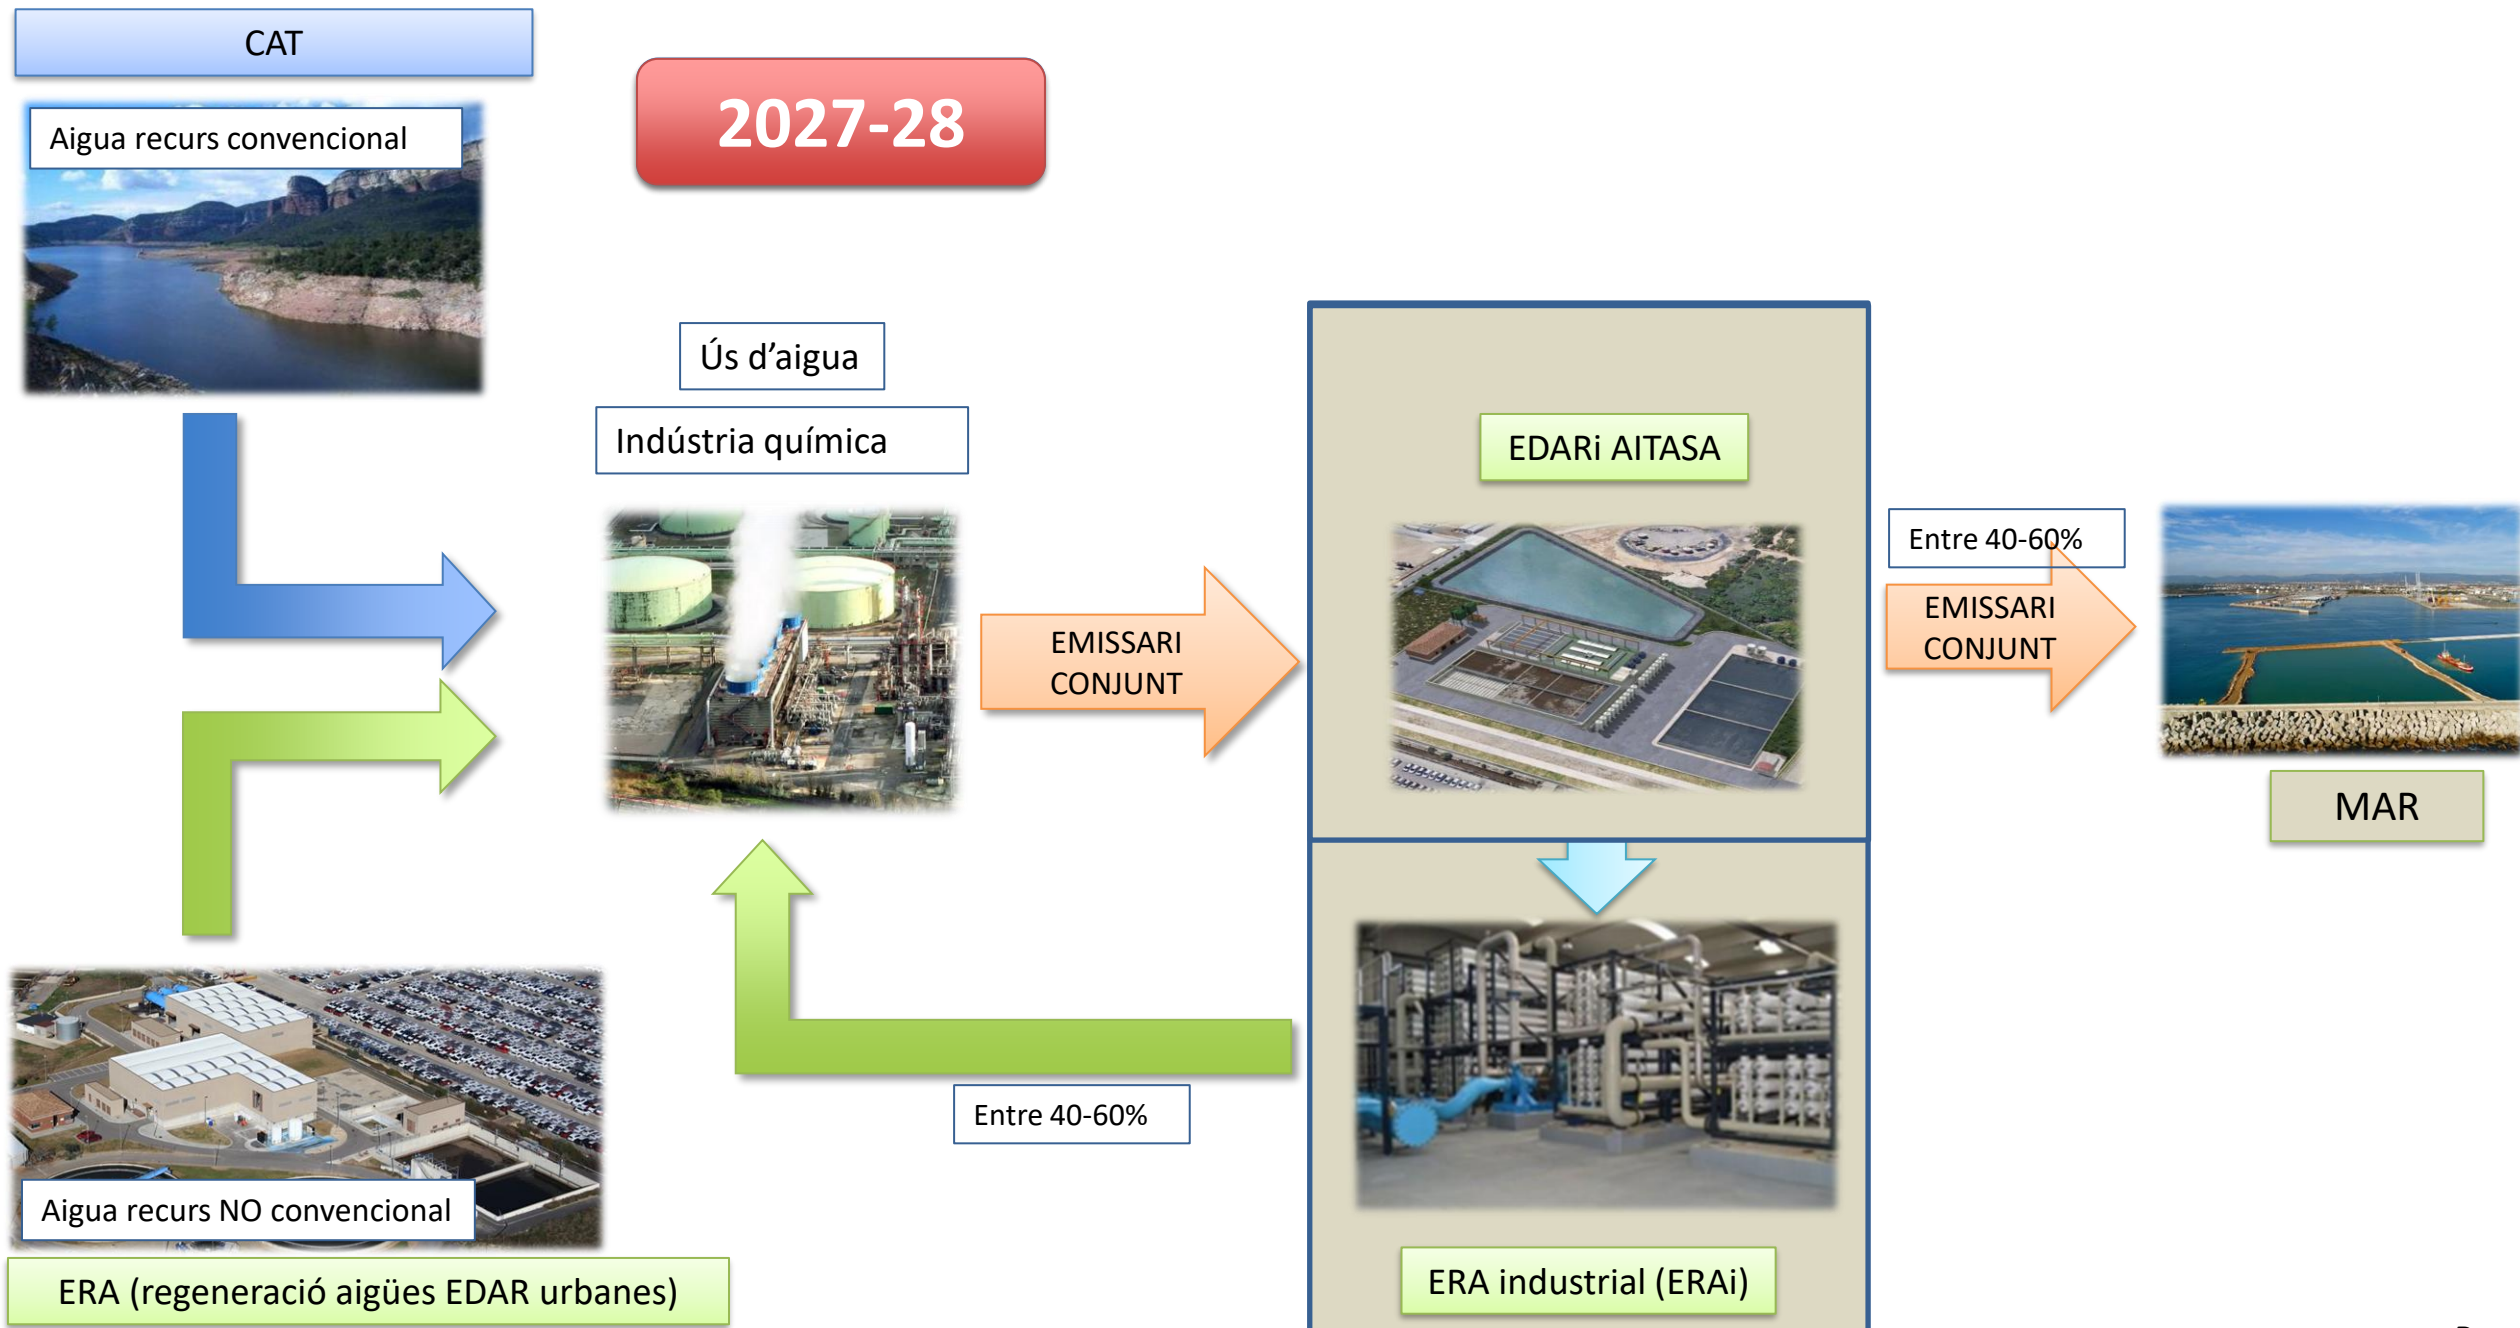 CAT
Aigua recurs convencional
2027-28
Ús d'aigua
Indústria química
EMISSARI
CONJUNT
EDARi AITASA
Entre 40-60%
EMISSARI
CONJUNT
MAR
Entre 40-60%
Aigua recurs NO convencional
ERA (regeneració aigües EDAR urbanes)
ERA industrial (ERAi)